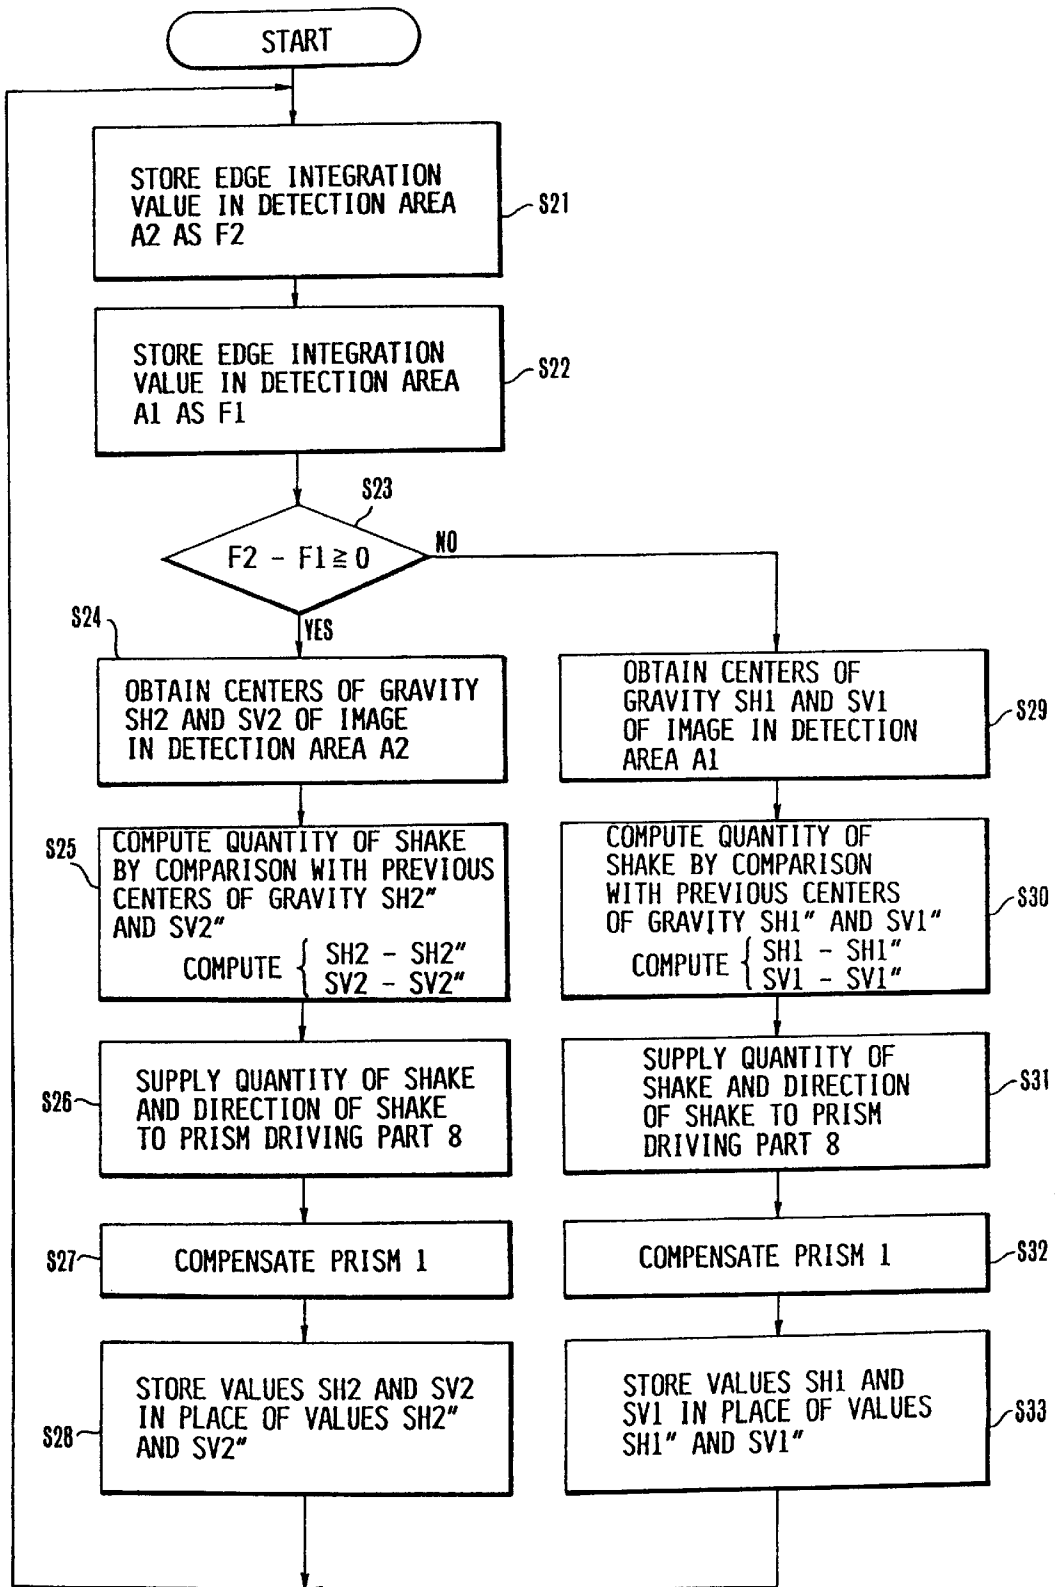 START
STORE EDGE INTEGRATION
VALUE IN DETECTION AREA
A2 AS F2
S21
STORE EDGE INTEGRATION
VALUE IN DETECTION AREA
A1 AS F1
S22
S23
F2 - F1 ≧ 0
NO
YES
S24
OBTAIN CENTERS OF GRAVITY
SH2 AND SV2 OF IMAGE
IN DETECTION AREA A2
S25
COMPUTE QUANTITY OF SHAKE
BY COMPARISON WITH PREVIOUS
CENTERS OF GRAVITY SH2"
AND SV2"
COMPUTE { SH2 - SH2"
SV2 - SV2"
S26
SUPPLY QUANTITY OF SHAKE
AND DIRECTION OF SHAKE
TO PRISM DRIVING PART 8
S27
COMPENSATE PRISM 1
S28
STORE VALUES SH2 AND SV2
IN PLACE OF VALUES SH2"
AND SV2"
OBTAIN CENTERS OF
GRAVITY SH1 AND SV1
OF IMAGE IN DETECTION
AREA A1
S29
COMPUTE QUANTITY OF
SHAKE BY COMPARISON
WITH PREVIOUS CENTERS
OF GRAVITY SH1" AND SV1"
COMPUTE { SH1 - SH1"
SV1 - SV1"
S30
SUPPLY QUANTITY OF
SHAKE AND DIRECTION
OF SHAKE TO PRISM
DRIVING PART 8
S31
COMPENSATE PRISM 1
S32
STORE VALUES SH1 AND
SV1 IN PLACE OF VALUES
SH1" AND SV1"
S33